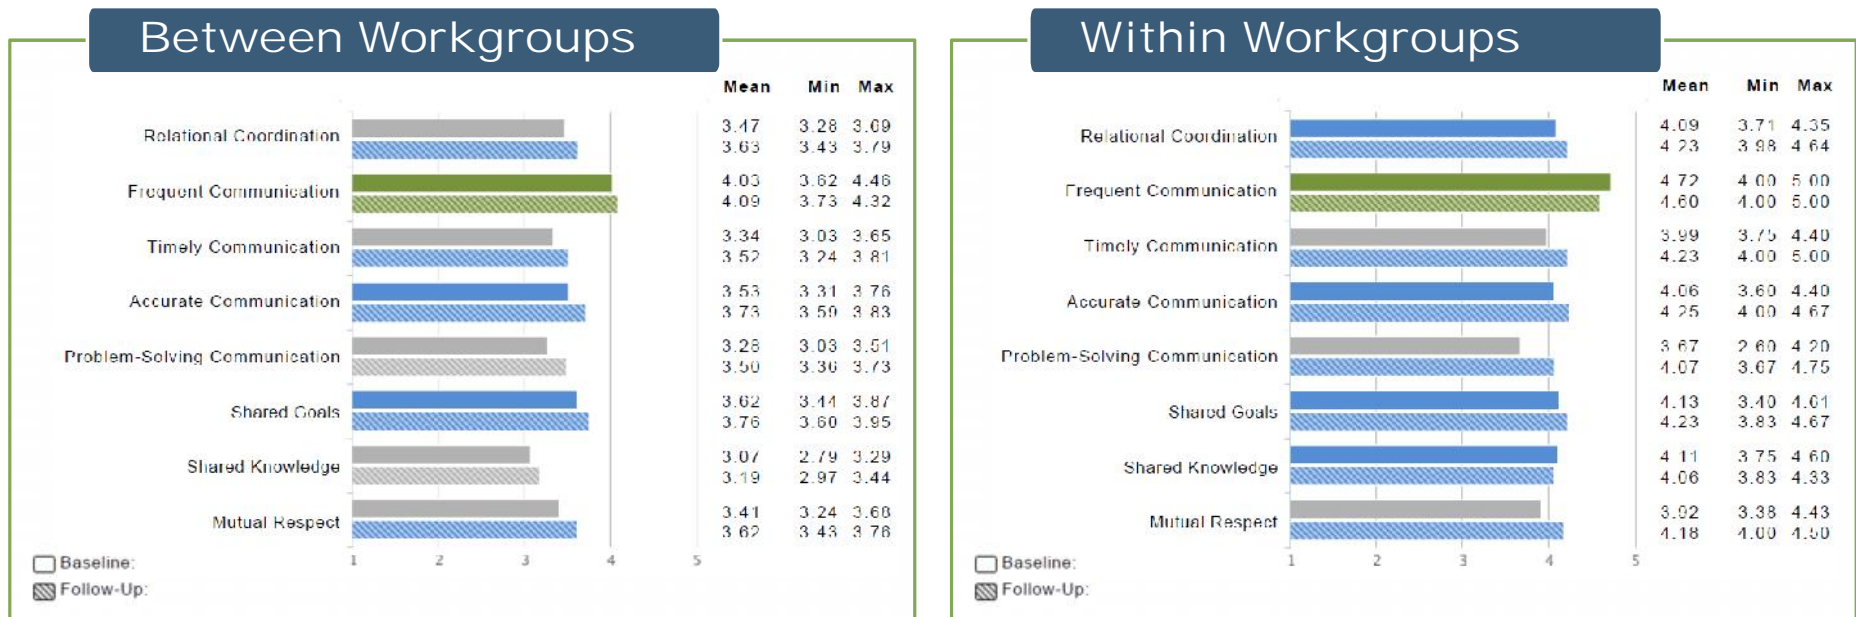 Between Workgroups
Mean Min Max
Relational Coordination 3.47 3.28 3.69
3.63 3.43 3.79
Frequent Communication 4.03 3.62 4.46
4.09 3.73 4.32
Timely Communication 3.34 3.03 3.65
3.52 3.24 3.81
Accurate Communication 3.53 3.31 3.76
3.73 3.59 3.83
Problem-Solving Communication 3.28 3.03 3.51
3.50 3.36 3.73
Shared Goals 3.62 3.44 3.87
3.76 3.60 3.95
Shared Knowledge 3.07 2.79 3.29
3.19 2.97 3.44
Mutual Respect 3.41 3.24 3.68
3.62 3.43 3.76
1 2 3 4 5
Baseline:
Follow-Up:
Within Workgroups
Mean Min Max
Relational Coordination 4.09 3.71 4.35
4.23 3.98 4.64
Frequent Communication 4.72 4.00 5.00
4.60 4.00 5.00
Timely Communication 3.99 3.75 4.40
4.23 4.00 5.00
Accurate Communication 4.06 3.60 4.40
4.25 4.00 4.67
Problem-Solving Communication 3.67 2.60 4.20
4.07 3.67 4.75
Shared Goals 4.13 3.40 4.61
4.23 3.83 4.67
Shared Knowledge 4.11 3.75 4.60
4.06 3.83 4.33
Mutual Respect 3.92 3.38 4.43
4.18 4.00 4.50
1 2 3 4 5
Baseline:
Follow-Up: